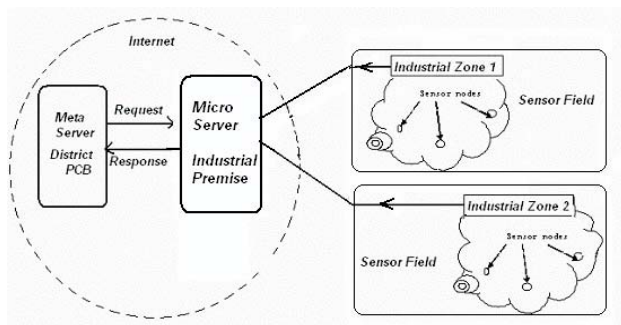 Internet
Meta
Server
District
PCB
Request
Response
Micro
Server
Industrial
Premise
Industrial Zone 1
Sensor nodes
Sensor Field
Industrial Zone 2
Sensor nodes
Sensor Field